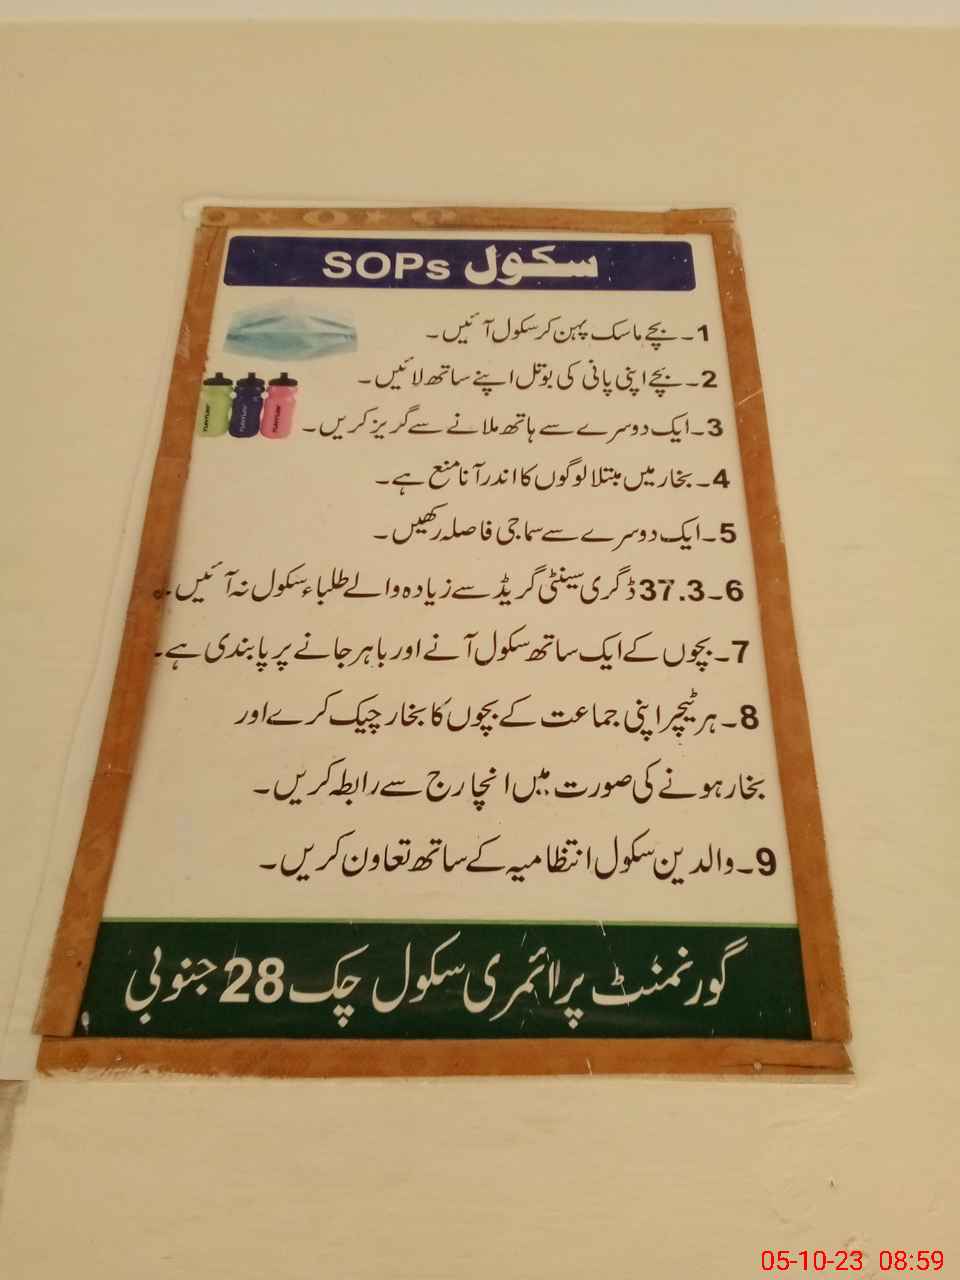 سکول SOPs
1۔ بچے ماسک پہن کر سکول آئیں۔
2۔ بچے اپنی پانی کی بوتل اپنے ساتھ لائیں۔
3۔ ایک دوسرے سے ہاتھ ملانے سے گریز کریں۔
4۔ بخار میں مبتلا لوگوں کا اندر آنا منع ہے۔
5۔ ایک دوسرے سے سماجی فاصلہ رکھیں۔
6۔ 37.3 ڈگری سینٹی گریڈ سے زیادہ والے طلباء سکول نہ آئیں۔
7۔ بچوں کے ایک ساتھ سکول آنے اور باہر جانے پر پابندی ہے۔
8۔ ہر ٹیچر اپنی جماعت کے بچوں کا بخار چیک کرے اور
بخار ہونے کی صورت میں انچارج سے رابطہ کریں۔
9۔ والدین سکول انتظامیہ کے ساتھ تعاون کریں۔
گورنمنٹ پرائمری سکول چک 28 جنوبی
05-10-23 08:59